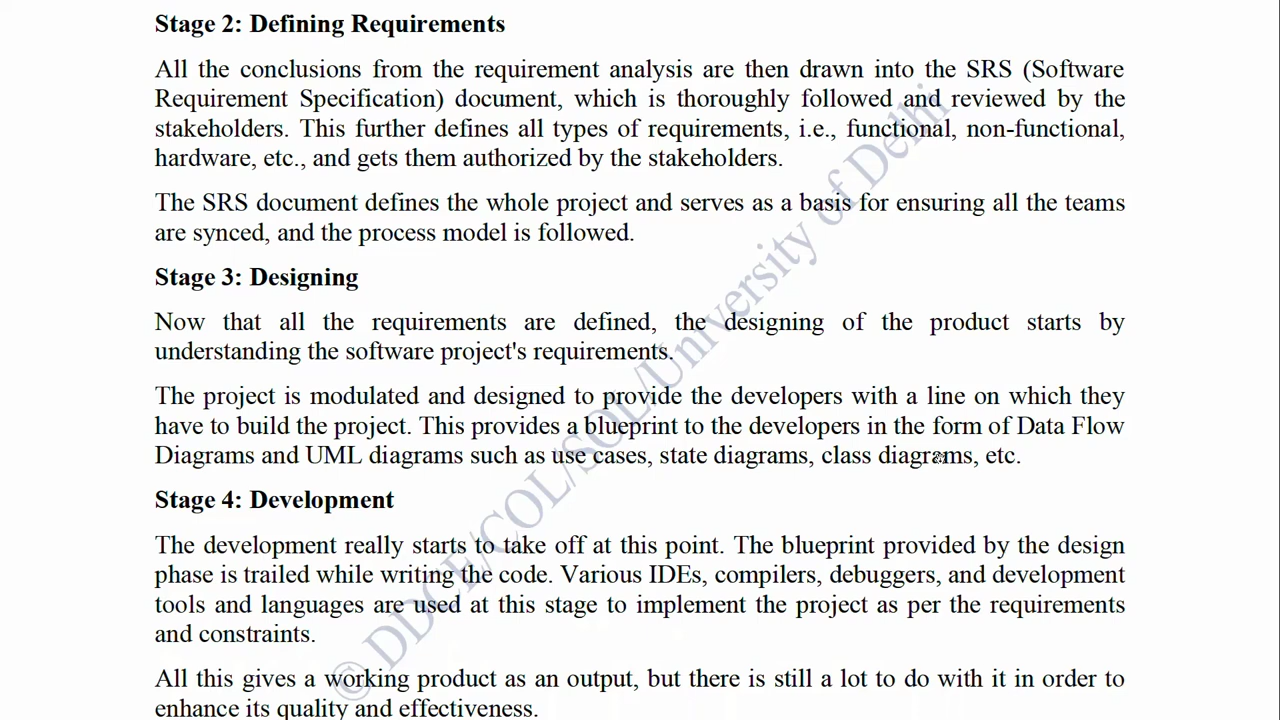 Stage 2: Defining Requirements
All the conclusions from the requirement analysis are then drawn into the SRS (Software
Requirement Specification) document, which is thoroughly followed and reviewed by the
stakeholders. This further defines all types of requirements, i.e., functional, non-functional,
hardware, etc., and gets them authorized by the stakeholders.
The SRS document defines the whole project and serves as a basis for ensuring all the teams
are synced, and the process model is followed.
Stage 3: Designing
Now that all the requirements are defined, the designing of the product starts by
understanding the software project's requirements.
The project is modulated and designed to provide the developers with a line on which they
have to build the project. This provides a blueprint to the developers in the form of Data Flow
Diagrams and UML diagrams such as use cases, state diagrams, class diagrams, etc.
Stage 4: Development
The development really starts to take off at this point. The blueprint provided by the design
phase is trailed while writing the code. Various IDEs, compilers, debuggers, and development
tools and languages are used at this stage to implement the project as per the requirements
and constraints.
All this gives a working product as an output, but there is still a lot to do with it in order to
enhance its quality and effectiveness.
© DDCE/COL/SOL/University of Delhi